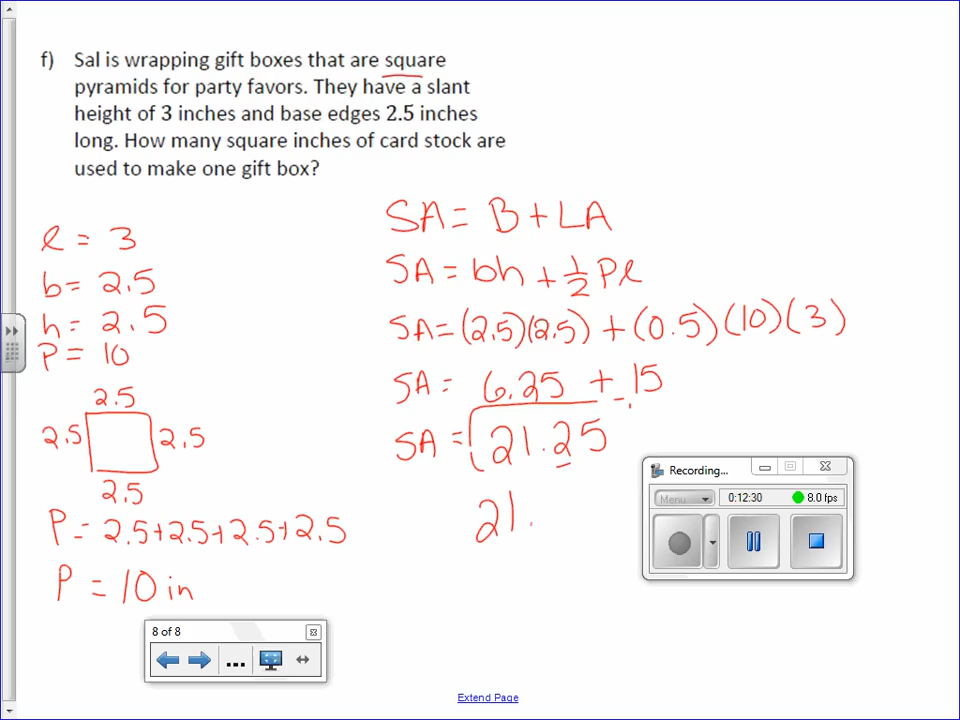 f) Sal is wrapping gift boxes that are square
pyramids for party favors. They have a slant
height of 3 inches and base edges 2.5 inches
long. How many square inches of card stock are
used to make one gift box?
l = 3
b = 2.5
h = 2.5
P = 10
2.5
2.5
2.5
2.5
P = 2.5+2.5+2.5+2.5
P = 10 in
SA = B + LA
SA = bh + 1/2 Pl
SA = (2.5)(2.5) + (0.5)(10)(3)
SA = 6.25 + 15
SA = 21.25
21.
Recording...
Menu
0:12:30
8.0 fps
8 of 8
...
Extend Page